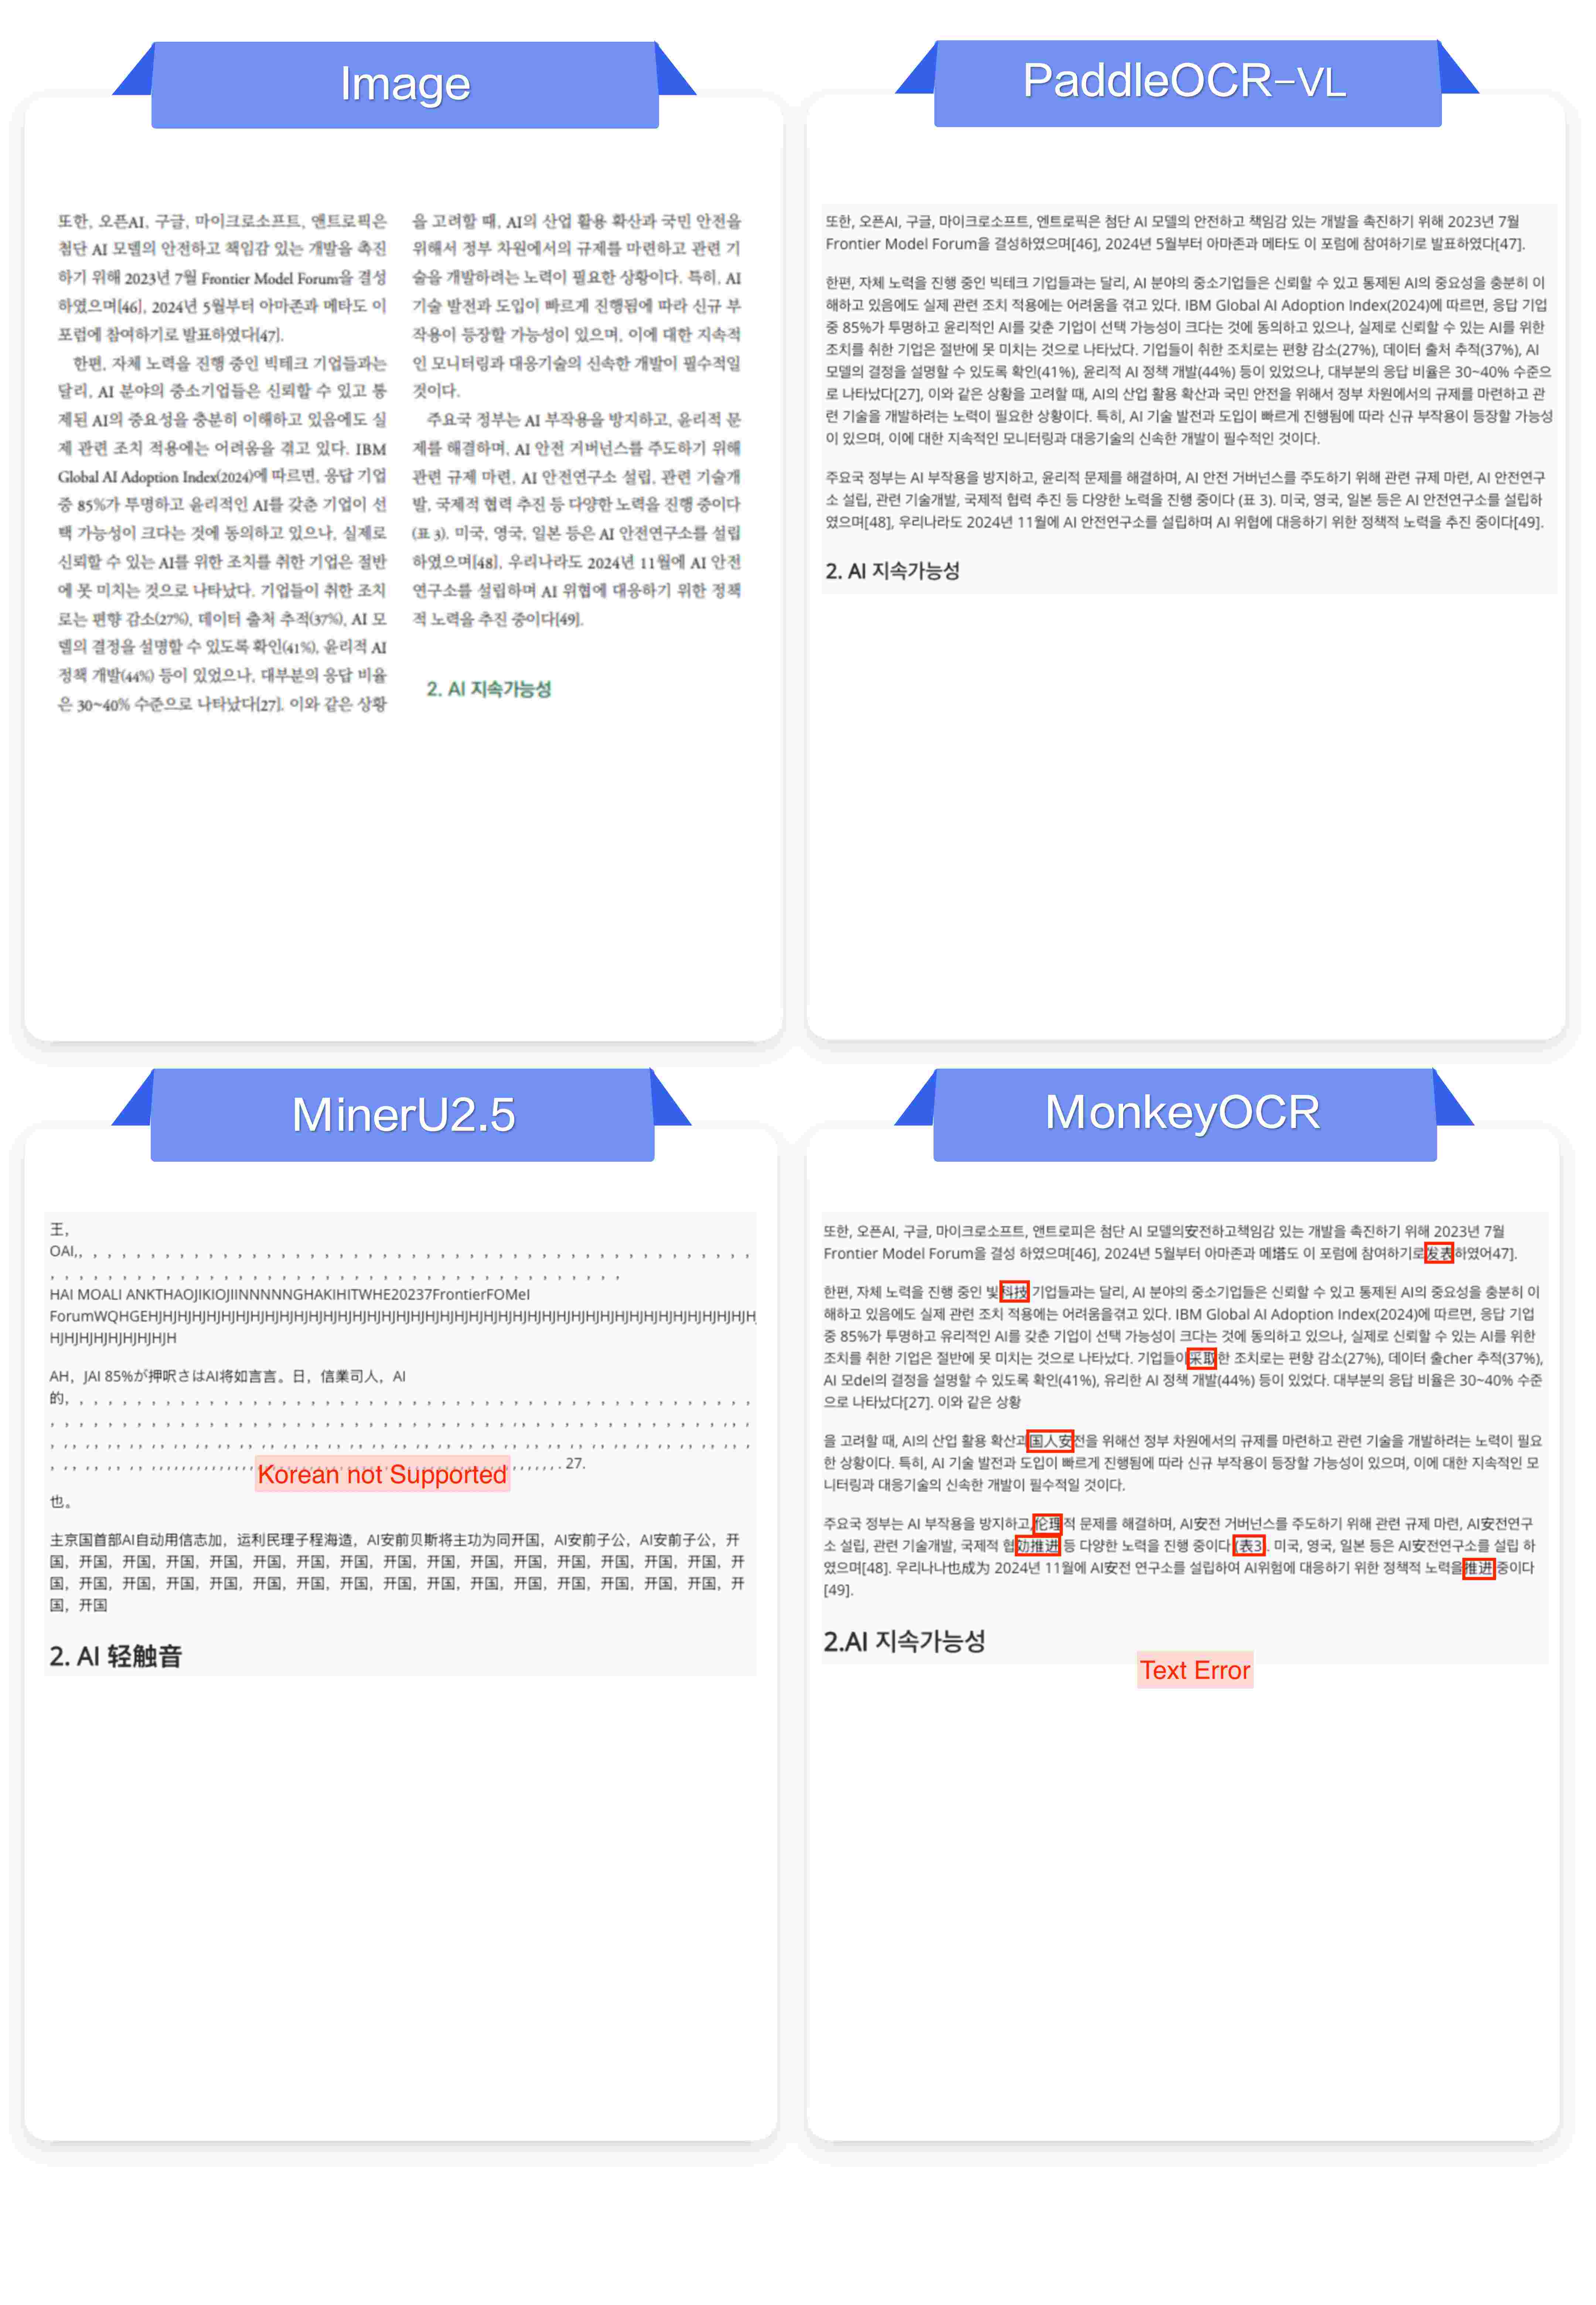 Image
또한, 오픈AI, 구글, 마이크로소프트, 앤트로픽은
첨단 AI 모델의 안전하고 책임감 있는 개발을 촉진
하기 위해 2023년 7월 Frontier Model Forum을 결성
하였으며[46], 2024년 5월부터 아마존과 메타도 이
포럼에 참여하기로 발표하였다[47].
한편, 자체 노력을 진행 중인 빅테크 기업들과는
달리, AI 분야의 중소기업들은 신뢰할 수 있고 통
제된 AI의 중요성을 충분히 이해하고 있음에도 실
제 관련 조치 적용에는 어려움을 겪고 있다. IBM
Global AI Adoption Index(2024)에 따르면, 응답 기업
중 85%가 투명하고 윤리적인 AI를 갖춘 기업이 선
택 가능성이 크다는 것에 동의하고 있으나, 실제로
신뢰할 수 있는 AI를 위한 조치를 취한 기업은 절반
에 못 미치는 것으로 나타났다. 기업들이 취한 조치
로는 편향 감소(27%), 데이터 출처 추적(37%), AI 모
델의 결정을 설명할 수 있도록 확인(41%), 윤리적 AI
정책 개발(44%) 등이 있었으나, 대부분의 응답 비율
은 30~40% 수준으로 나타났다[27]. 이와 같은 상황
을 고려할 때, AI의 산업 활용 확산과 국민 안전을
위해서 정부 차원에서의 규제를 마련하고 관련 기
술을 개발하려는 노력이 필요한 상황이다. 특히, AI
기술 발전과 도입이 빠르게 진행됨에 따라 신규 부
작용이 등장할 가능성이 있으며, 이에 대한 지속적
인 모니터링과 대응기술의 신속한 개발이 필수적일
것이다.
주요국 정부는 AI 부작용을 방지하고, 윤리적 문
제를 해결하며, AI 안전 거버넌스를 주도하기 위해
관련 규제 마련, AI 안전연구소 설립, 관련 기술개
발, 국제적 협력 추진 등 다양한 노력을 진행 중이다
(표 3). 미국, 영국, 일본 등은 AI 안전연구소를 설립
하였으며[48], 우리나라도 2024년 11월에 AI 안전
연구소를 설립하며 AI 위협에 대응하기 위한 정책
적 노력을 추진 중이다[49].
2. AI 지속가능성
PaddleOCR-VL
또한, 오픈AI, 구글, 마이크로소프트, 엔트로픽은 첨단 AI 모델의 안전하고 책임감 있는 개발을 촉진하기 위해 2023년 7월
Frontier Model Forum을 결성하였으며[46], 2024년 5월부터 아마존과 메타도 이 포럼에 참여하기로 발표하였다[47].
한편, 자체 노력을 진행 중인 빅테크 기업들과는 달리, AI 분야의 중소기업들은 신뢰할 수 있고 통제된 AI의 중요성을 충분히 이
해하고 있음에도 실제 관련 조치 적용에는 어려움을 겪고 있다. IBM Global AI Adoption Index(2024)에 따르면, 응답 기업
중 85%가 투명하고 윤리적인 AI를 갖춘 기업이 선택 가능성이 크다는 것에 동의하고 있으나, 실제로 신뢰할 수 있는 AI를 위한
조치를 취한 기업은 절반에 못 미치는 것으로 나타났다. 기업들이 취한 조치로는 편향 감소(27%), 데이터 출처 추적(37%), AI
모델의 결정을 설명할 수 있도록 확인(41%), 윤리적 AI 정책 개발(44%) 등이 있었으나, 대부분의 응답 비율은 30~40% 수준으
로 나타났다[27], 이와 같은 상황을 고려할 때, AI의 산업 활용 확산과 국민 안전을 위해서 정부 차원에서의 규제를 마련하고 관
련 기술을 개발하려는 노력이 필요한 상황이다. 특히, AI 기술 발전과 도입이 빠르게 진행됨에 따라 신규 부작용이 등장할 가능성
이 있으며, 이에 대한 지속적인 모니터링과 대응기술의 신속한 개발이 필수적인 것이다.
주요국 정부는 AI 부작용을 방지하고, 윤리적 문제를 해결하며, AI 안전 거버넌스를 주도하기 위해 관련 규제 마련, AI 안전연구
소 설립, 관련 기술개발, 국제적 협력 추진 등 다양한 노력을 진행 중이다 (표 3). 미국, 영국, 일본 등은 AI 안전연구소를 설립하
였으며[48], 우리나라도 2024년 11월에 AI 안전연구소를 설립하며 AI 위협에 대응하기 위한 정책적 노력을 추진 중이다[49].
2. AI 지속가능성
MinerU2.5
王,
OAI,
HAI MOALI ANKTHAOJIKIOJIINNNNNGHAKIHITWHE20237FrontierFOMel
HJHJHJHJHJHJHJH
AH, JAI 85%が押呎さはAI将如言言。日，信業司人，AI
的,
27.
Korean not Supported
也。
主京国首部AI自动用信志加，运利民理子程海造，AI安前贝斯将主功为同开国，AI安前子公，AI安前子公，开
国，开国，开国，开国，开国，开国，开国，开国，开国，开国，开国，开国，开国，开国，开国，开
国，开国，开国，开国，开国，开国，开国，开国，开国，开国，开国，开国，开国，开国，开国，开
国，开国
2. AI 轻触音
MonkeyOCR
또한, 오픈AI, 구글, 마이크로소프트, 앤트로피은 첨단 AI 모델의安전하고책임감 있는 개발을 촉진하기 위해 2023년 7월
Frontier Model Forum을 결성 하였으며[46], 2024년 5월부터 아마존과 메塔도 이 포럼에 참여하기로发表하였어47].
한편, 자체 노력을 진행 중인 빛科技 기업들과는 달리, AI 분야의 중소기업들은 신뢰할 수 있고 통제된 AI의 중요성을 충분히 이
해하고 있음에도 실제 관련 조치 적용에는 어려움을겪고 있다. IBM Global AI Adoption Index(2024)에 따르면, 응답 기업
중 85%가 투명하고 유리적인 AI를 갖춘 기업이 선택 가능성이 크다는 것에 동의하고 있으나, 실제로 신뢰할 수 있는 AI를 위한
조치를 취한 기업은 절반에 못 미치는 것으로 나타났다. 기업들이采取한 조치로는 편향 감소(27%), 데이터 출cher 추적(37%),
AI 모del의 결정을 설명할 수 있도록 확인(41%), 유리한 AI 정책 개발(44%) 등이 있었다. 대부분의 응답 비율은 30~40% 수준
으로 나타났다[27]. 이와 같은 상황
을 고려할 때, AI의 산업 활용 확산과国人安전을 위해선 정부 차원에서의 규제를 마련하고 관련 기술을 개발하려는 노력이 필요
한 상황이다. 특히, AI 기술 발전과 도입이 빠르게 진행됨에 따라 신규 부작용이 등장할 가능성이 있으며, 이에 대한 지속적인 모
니터링과 대응기술의 신속한 개발이 필수적일 것이다.
주요국 정부는 AI 부작용을 방지하고,伦理적 문제를 해결하며, AI安전 거버넌스를 주도하기 위해 관련 규제 마련, AI安전연구
소 설립, 관련 기술개발, 국제적 협劝推进 등 다양한 노력을 진행 중이다 (表3). 미국, 영국, 일본 등은 AI安전연구소를 설립 하
였으며[48]. 우리나나也成为 2024년 11월에 AI安전 연구소를 설립하여 AI위험에 대응하기 위한 정책적 노력을推进 중이다
[49].
2.AI 지속가능성
Text Error